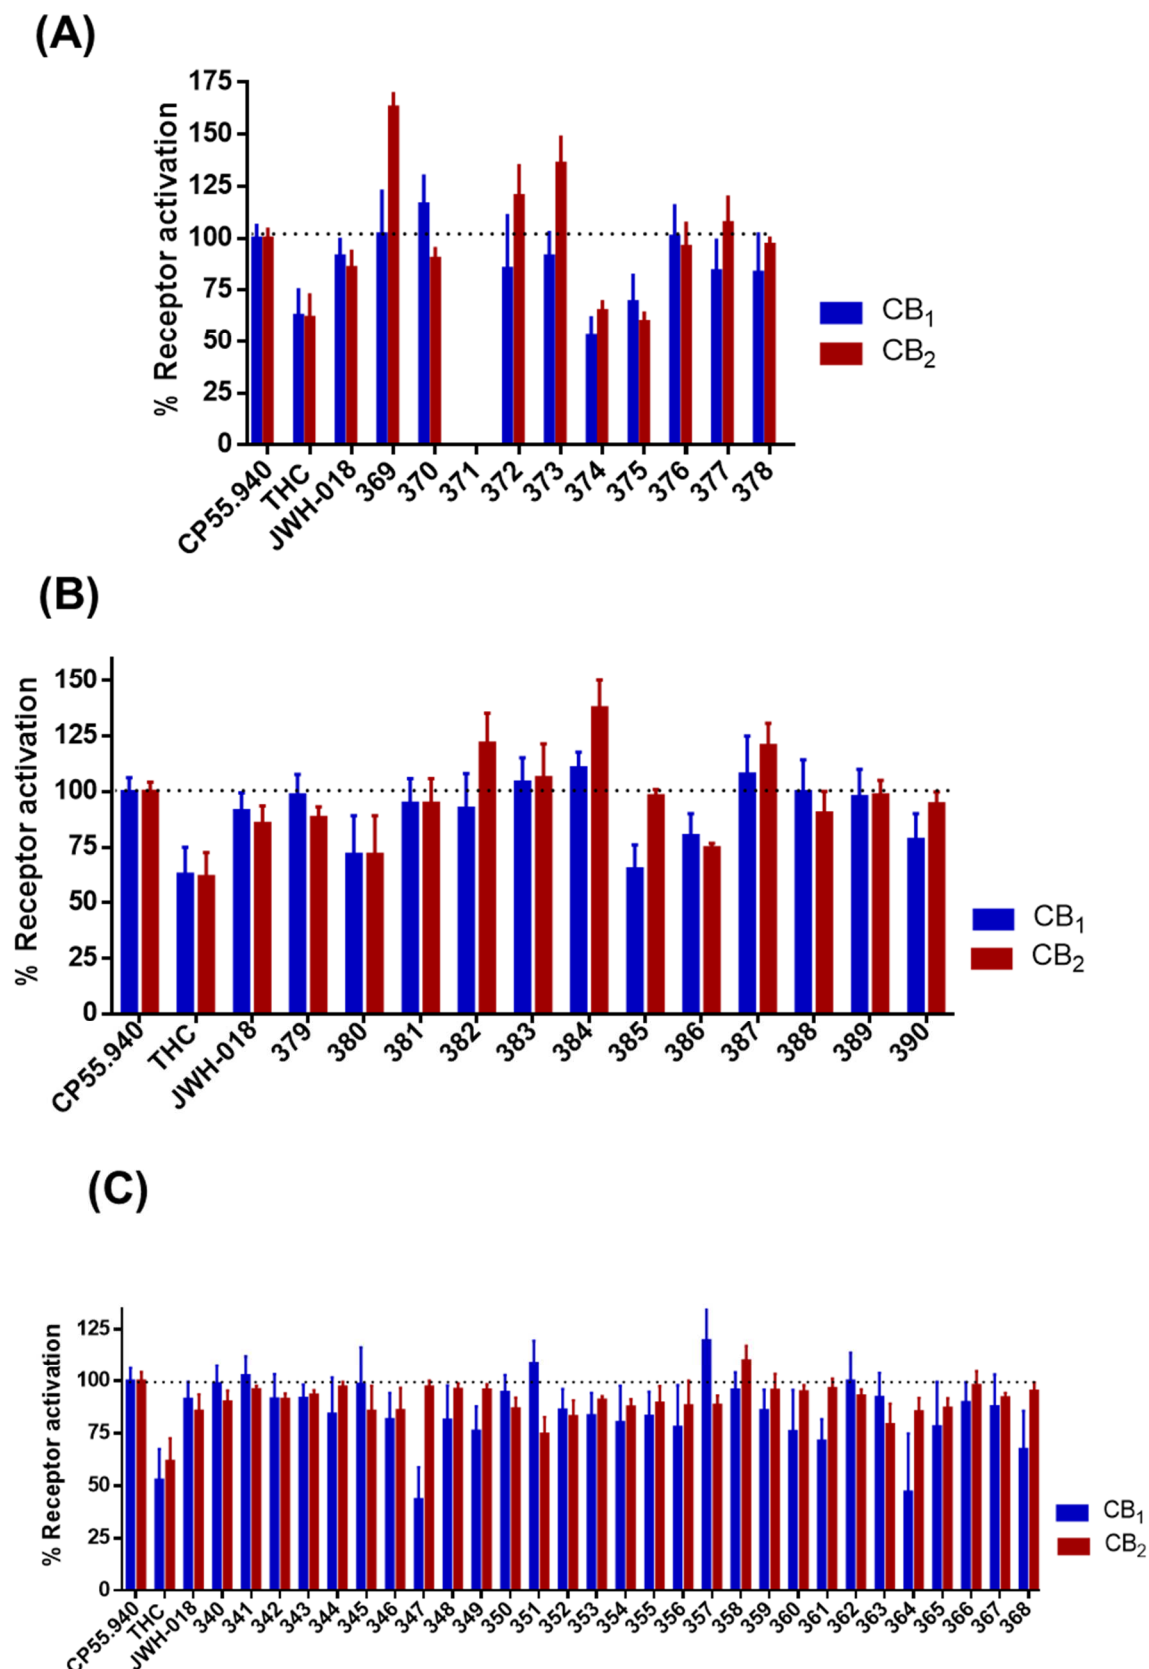 (A)
% Receptor activation
175
150
125
100
75
50
25
0
CP55.940 THC JWH-018 369 370 371 372 373 374 375 376 377 378
CB1
CB2
(B)
% Receptor activation
150
125
100
75
50
25
0
CP55.940 THC JWH-018 379 380 381 382 383 384 385 386 387 388 389 390
CB1
CB2
(C)
% Receptor activation
125
100
75
50
25
0
CP55.940 THC JWH-018 340 341 342 343 344 345 346 347 348 349 350 351 352 353 354 355 356 357 358 359 360 361 362 363 364 365 366 367 368
CB1
CB2